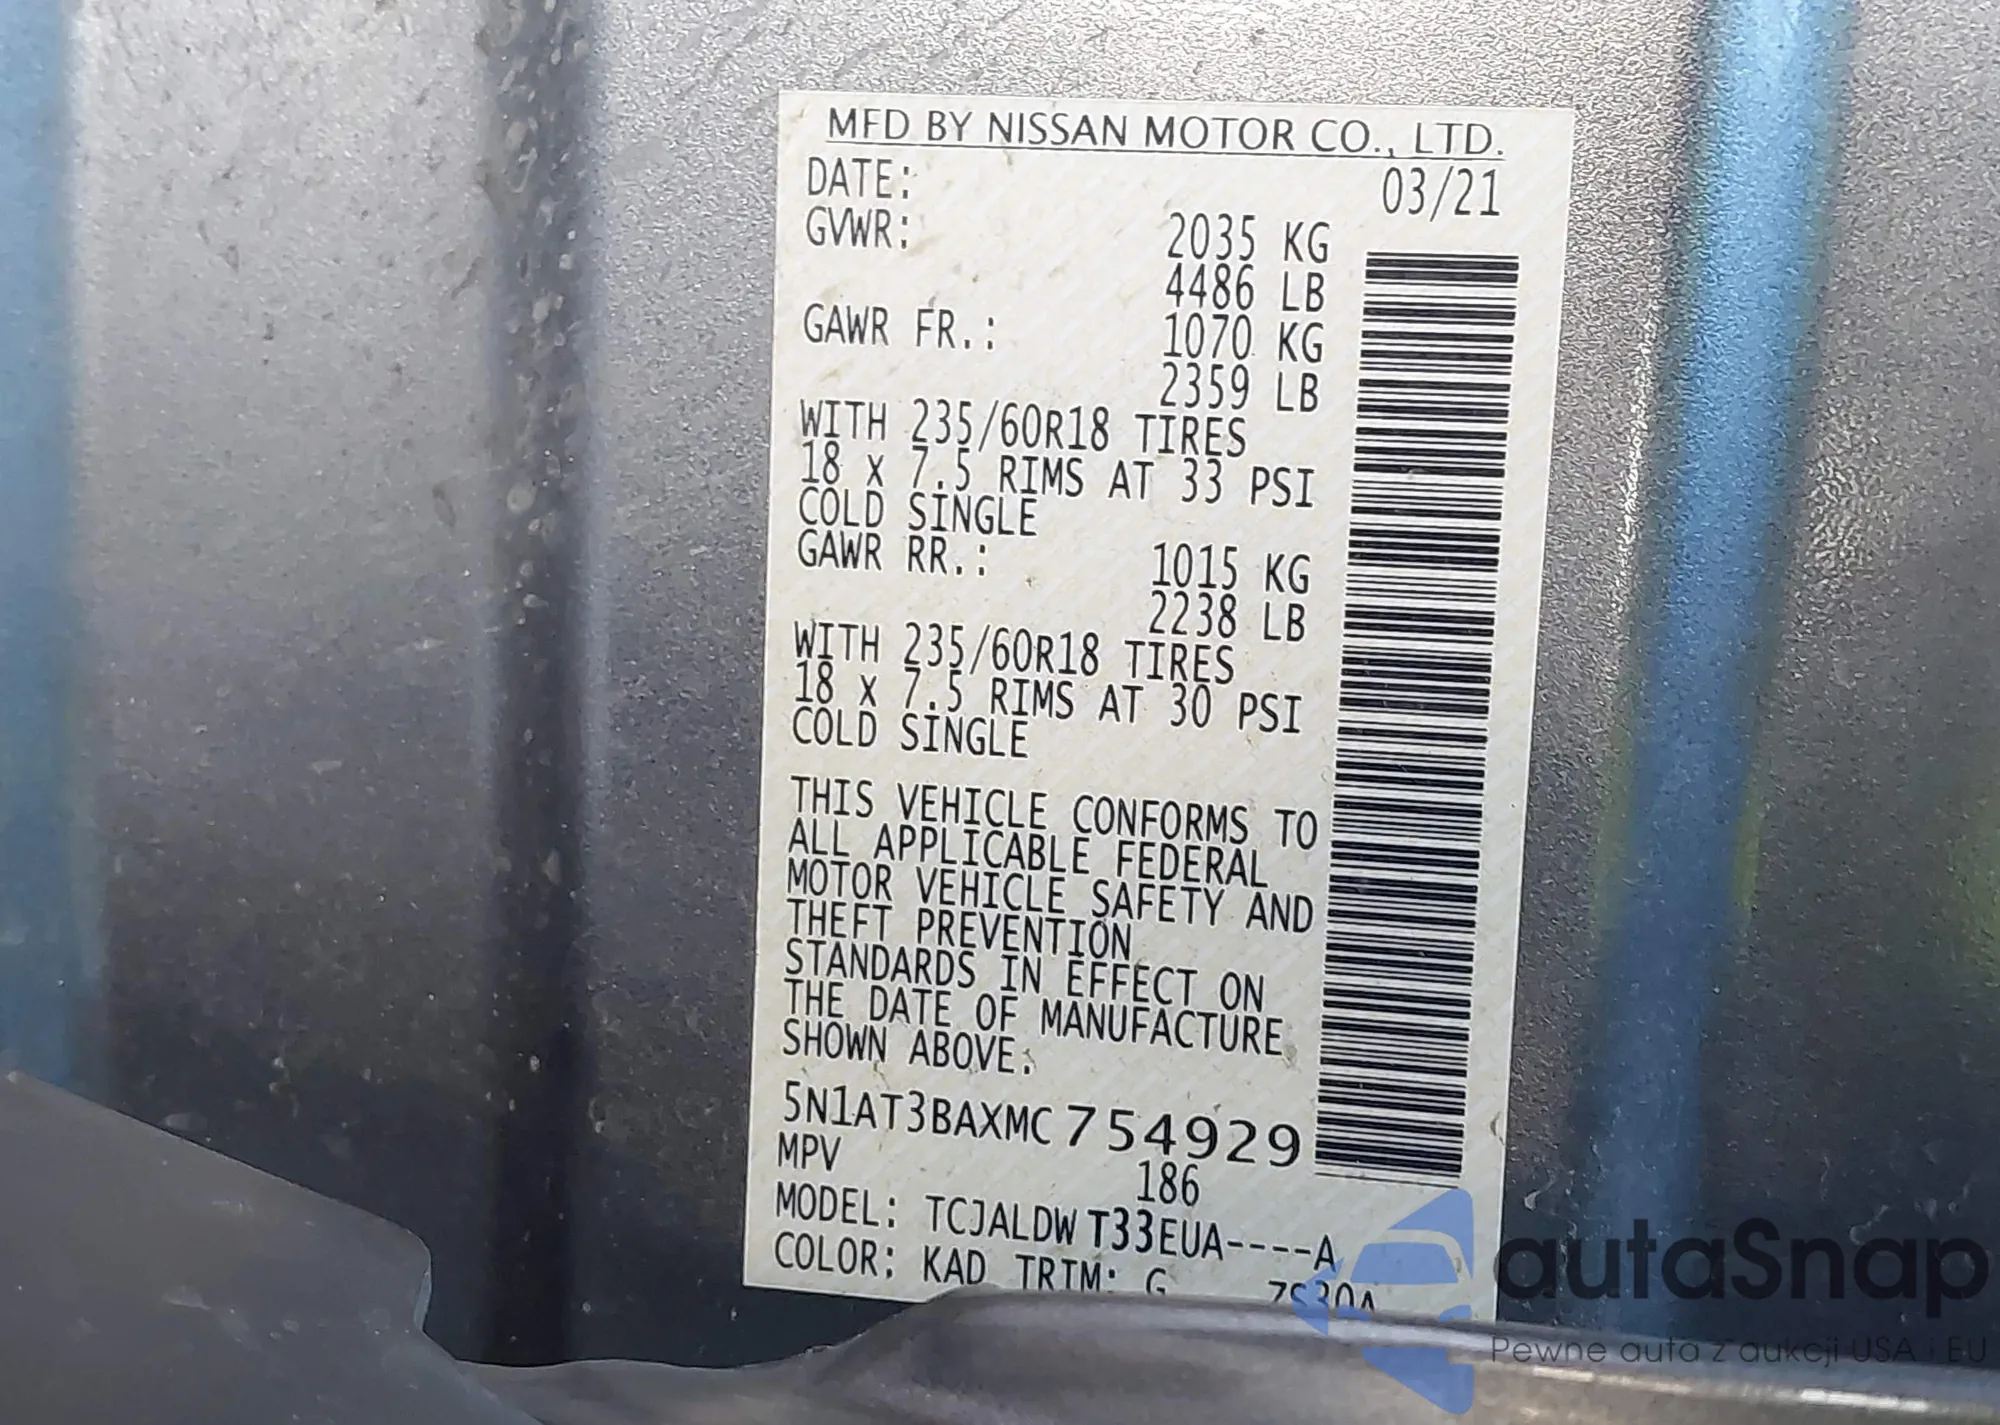 MFD BY NISSAN MOTOR CO., LTD.
DATE: 03/21
GVWR: 2035 KG
4486 LB
GAWR FR.: 1070 KG
2359 LB
WITH 235/60R18 TIRES
18 x 7.5 RIMS AT 33 PSI
COLD SINGLE
GAWR RR.: 1015 KG
2238 LB
WITH 235/60R18 TIRES
18 x 7.5 RIMS AT 30 PSI
COLD SINGLE
THIS VEHICLE CONFORMS TO
ALL APPLICABLE FEDERAL
MOTOR VEHICLE SAFETY AND
THEFT PREVENTION
STANDARDS IN EFFECT ON
THE DATE OF MANUFACTURE
SHOWN ABOVE.
5N1AT3BAXMC754929
MPV 186
MODEL: TCJALDWT33EUA----A
COLOR: KAD TRIM: G
autaSnap
Pewne auta z aukcji USA i EU